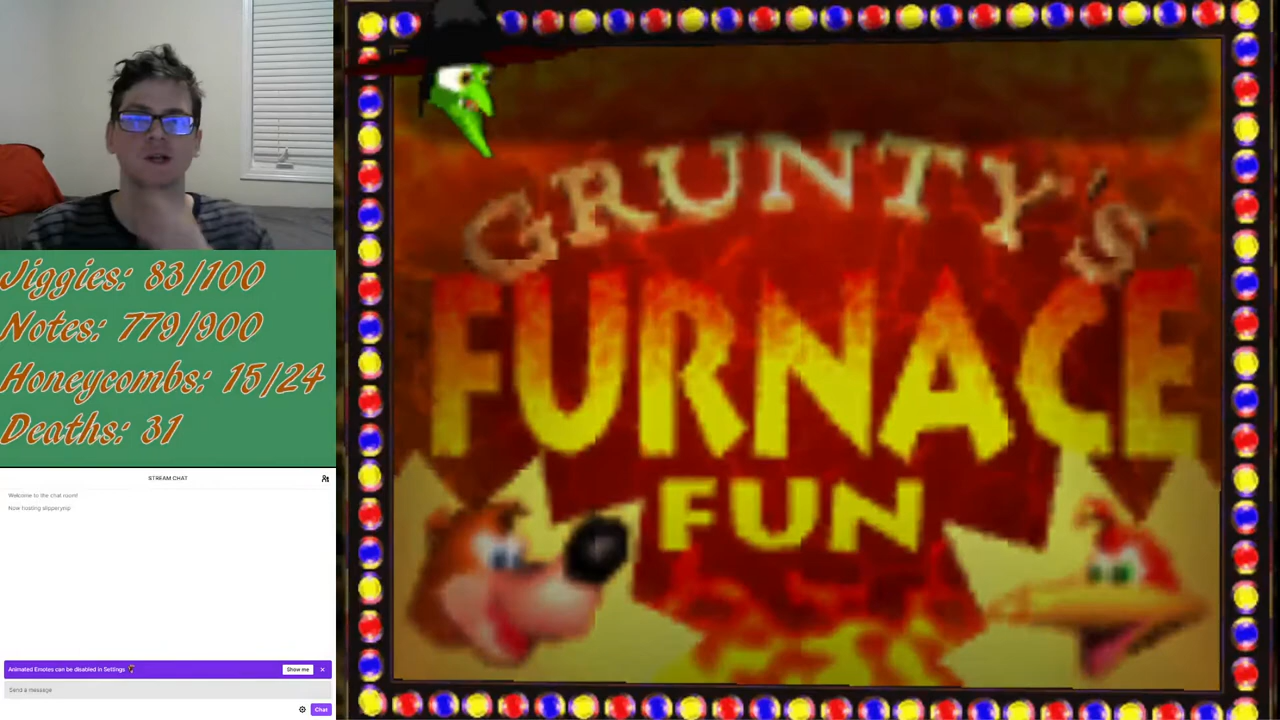 Jiggies: 83/100
Notes: 779/900
Honeycombs: 15/24
Deaths: 31
STREAM CHAT
Welcome to the chat room!
Now hosting slipperynip
Animated Emotes can be disabled in Settings
Show me
Send a message
Chat
GRUNTY'S
FURNACE
FUN